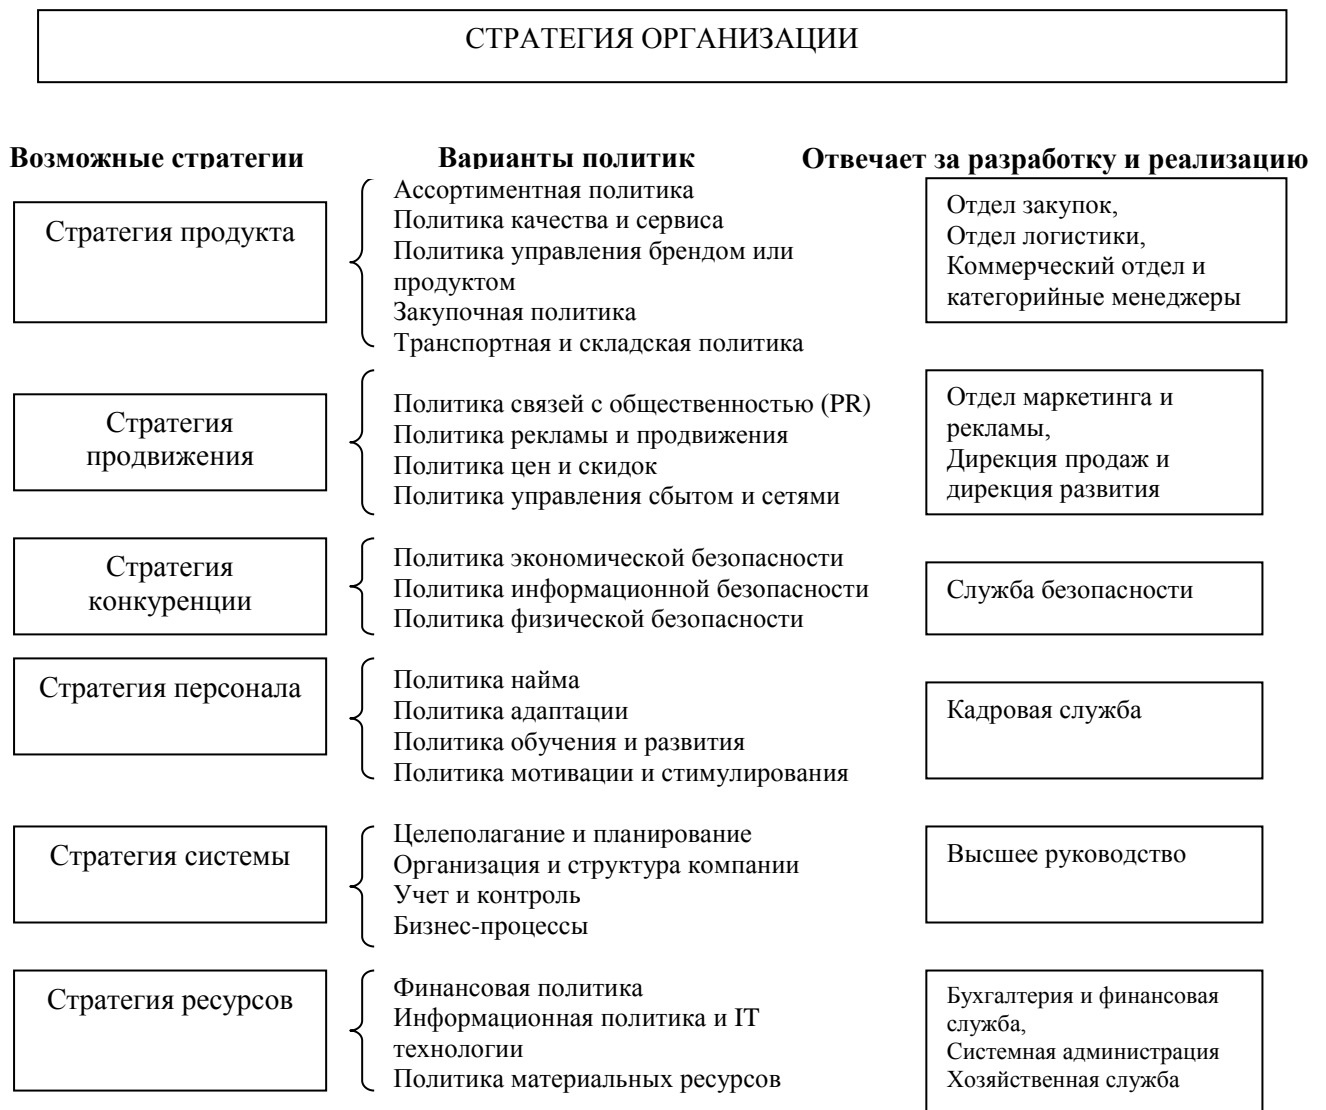 СТРАТЕГИЯ ОРГАНИЗАЦИИ
Возможные стратегии
Варианты политик
Отвечает за разработку и реализацию
Стратегия продукта
Ассортиментная политика
Политика качества и сервиса
Политика управления брендом или
продуктом
Закупочная политика
Транспортная и складская политика
Отдел закупок,
Отдел логистики,
Коммерческий отдел и
категорийные менеджеры
Стратегия
продвижения
Политика связей с общественностью (PR)
Политика рекламы и продвижения
Политика цен и скидок
Политика управления сбытом и сетями
Отдел маркетинга и
рекламы,
Дирекция продаж и
дирекция развития
Стратегия
конкуренции
Политика экономической безопасности
Политика информационной безопасности
Политика физической безопасности
Служба безопасности
Стратегия персонала
Политика найма
Политика адаптации
Политика обучения и развития
Политика мотивации и стимулирования
Кадровая служба
Стратегия системы
Целеполагание и планирование
Организация и структура компании
Учет и контроль
Бизнес-процессы
Высшее руководство
Стратегия ресурсов
Финансовая политика
Информационная политика и IT
технологии
Политика материальных ресурсов
Бухгалтерия и финансовая
служба,
Системная администрация
Хозяйственная служба